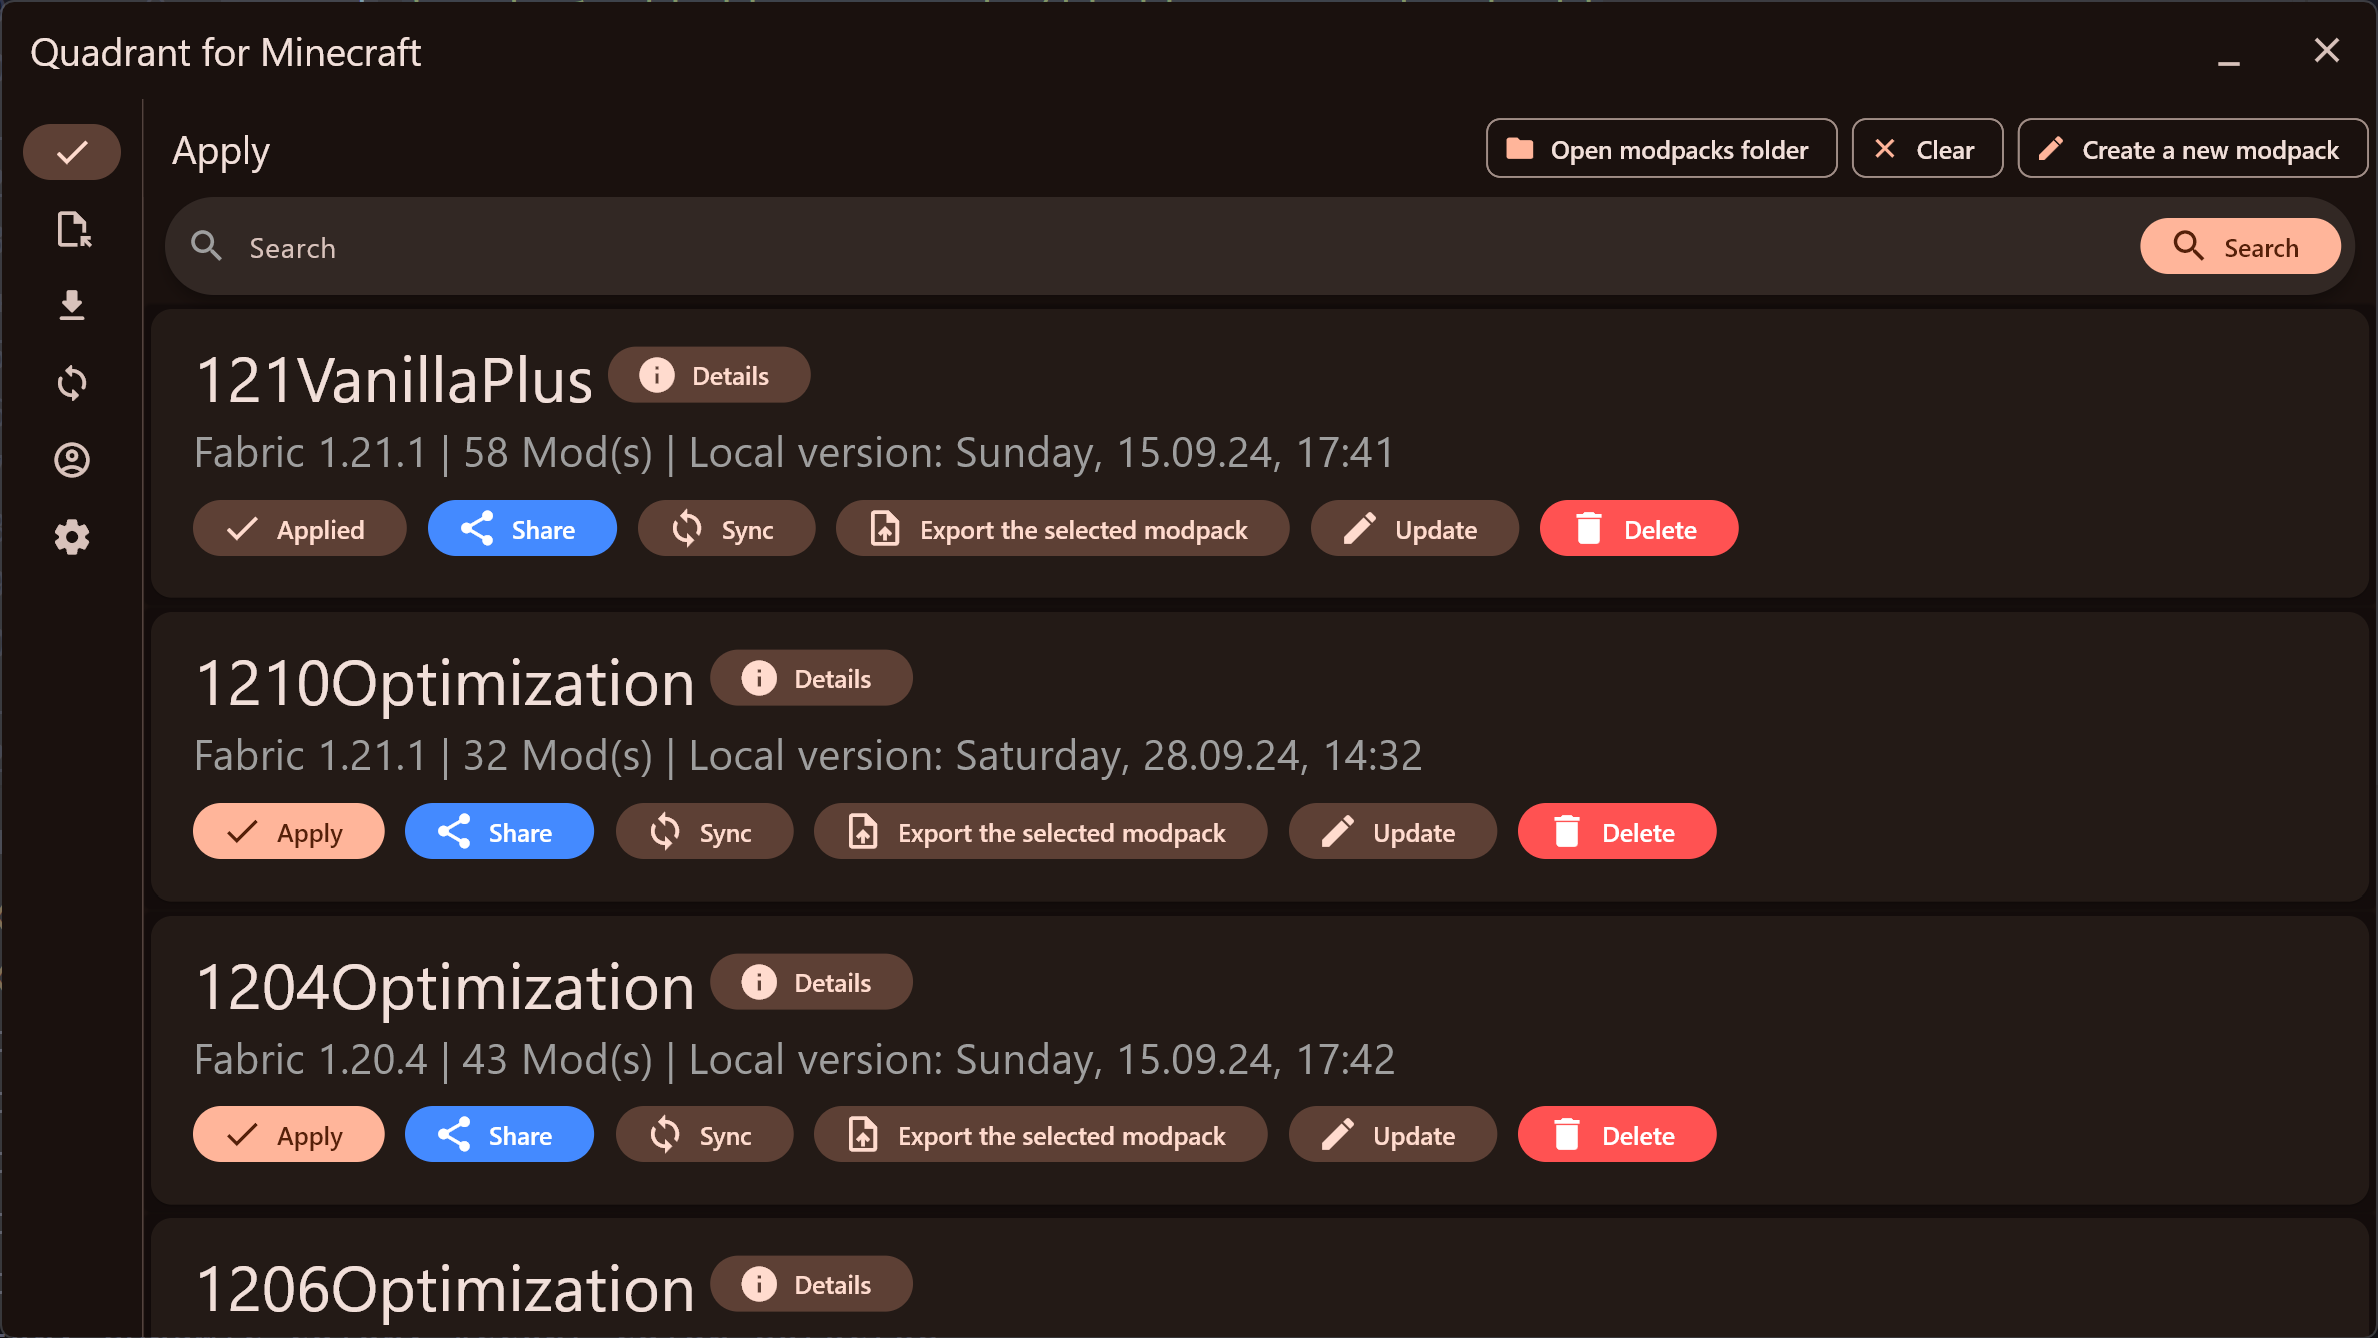 Quadrant for Minecraft
Apply
Open modpacks folder
Clear
Create a new modpack
Search
Search
121VanillaPlus
Details
Fabric 1.21.1 | 58 Mod(s) | Local version: Sunday, 15.09.24, 17:41
Applied
Share
Sync
Export the selected modpack
Update
Delete
1210Optimization
Details
Fabric 1.21.1 | 32 Mod(s) | Local version: Saturday, 28.09.24, 14:32
Apply
Share
Sync
Export the selected modpack
Update
Delete
1204Optimization
Details
Fabric 1.20.4 | 43 Mod(s) | Local version: Sunday, 15.09.24, 17:42
Apply
Share
Sync
Export the selected modpack
Update
Delete
1206Optimization
Details